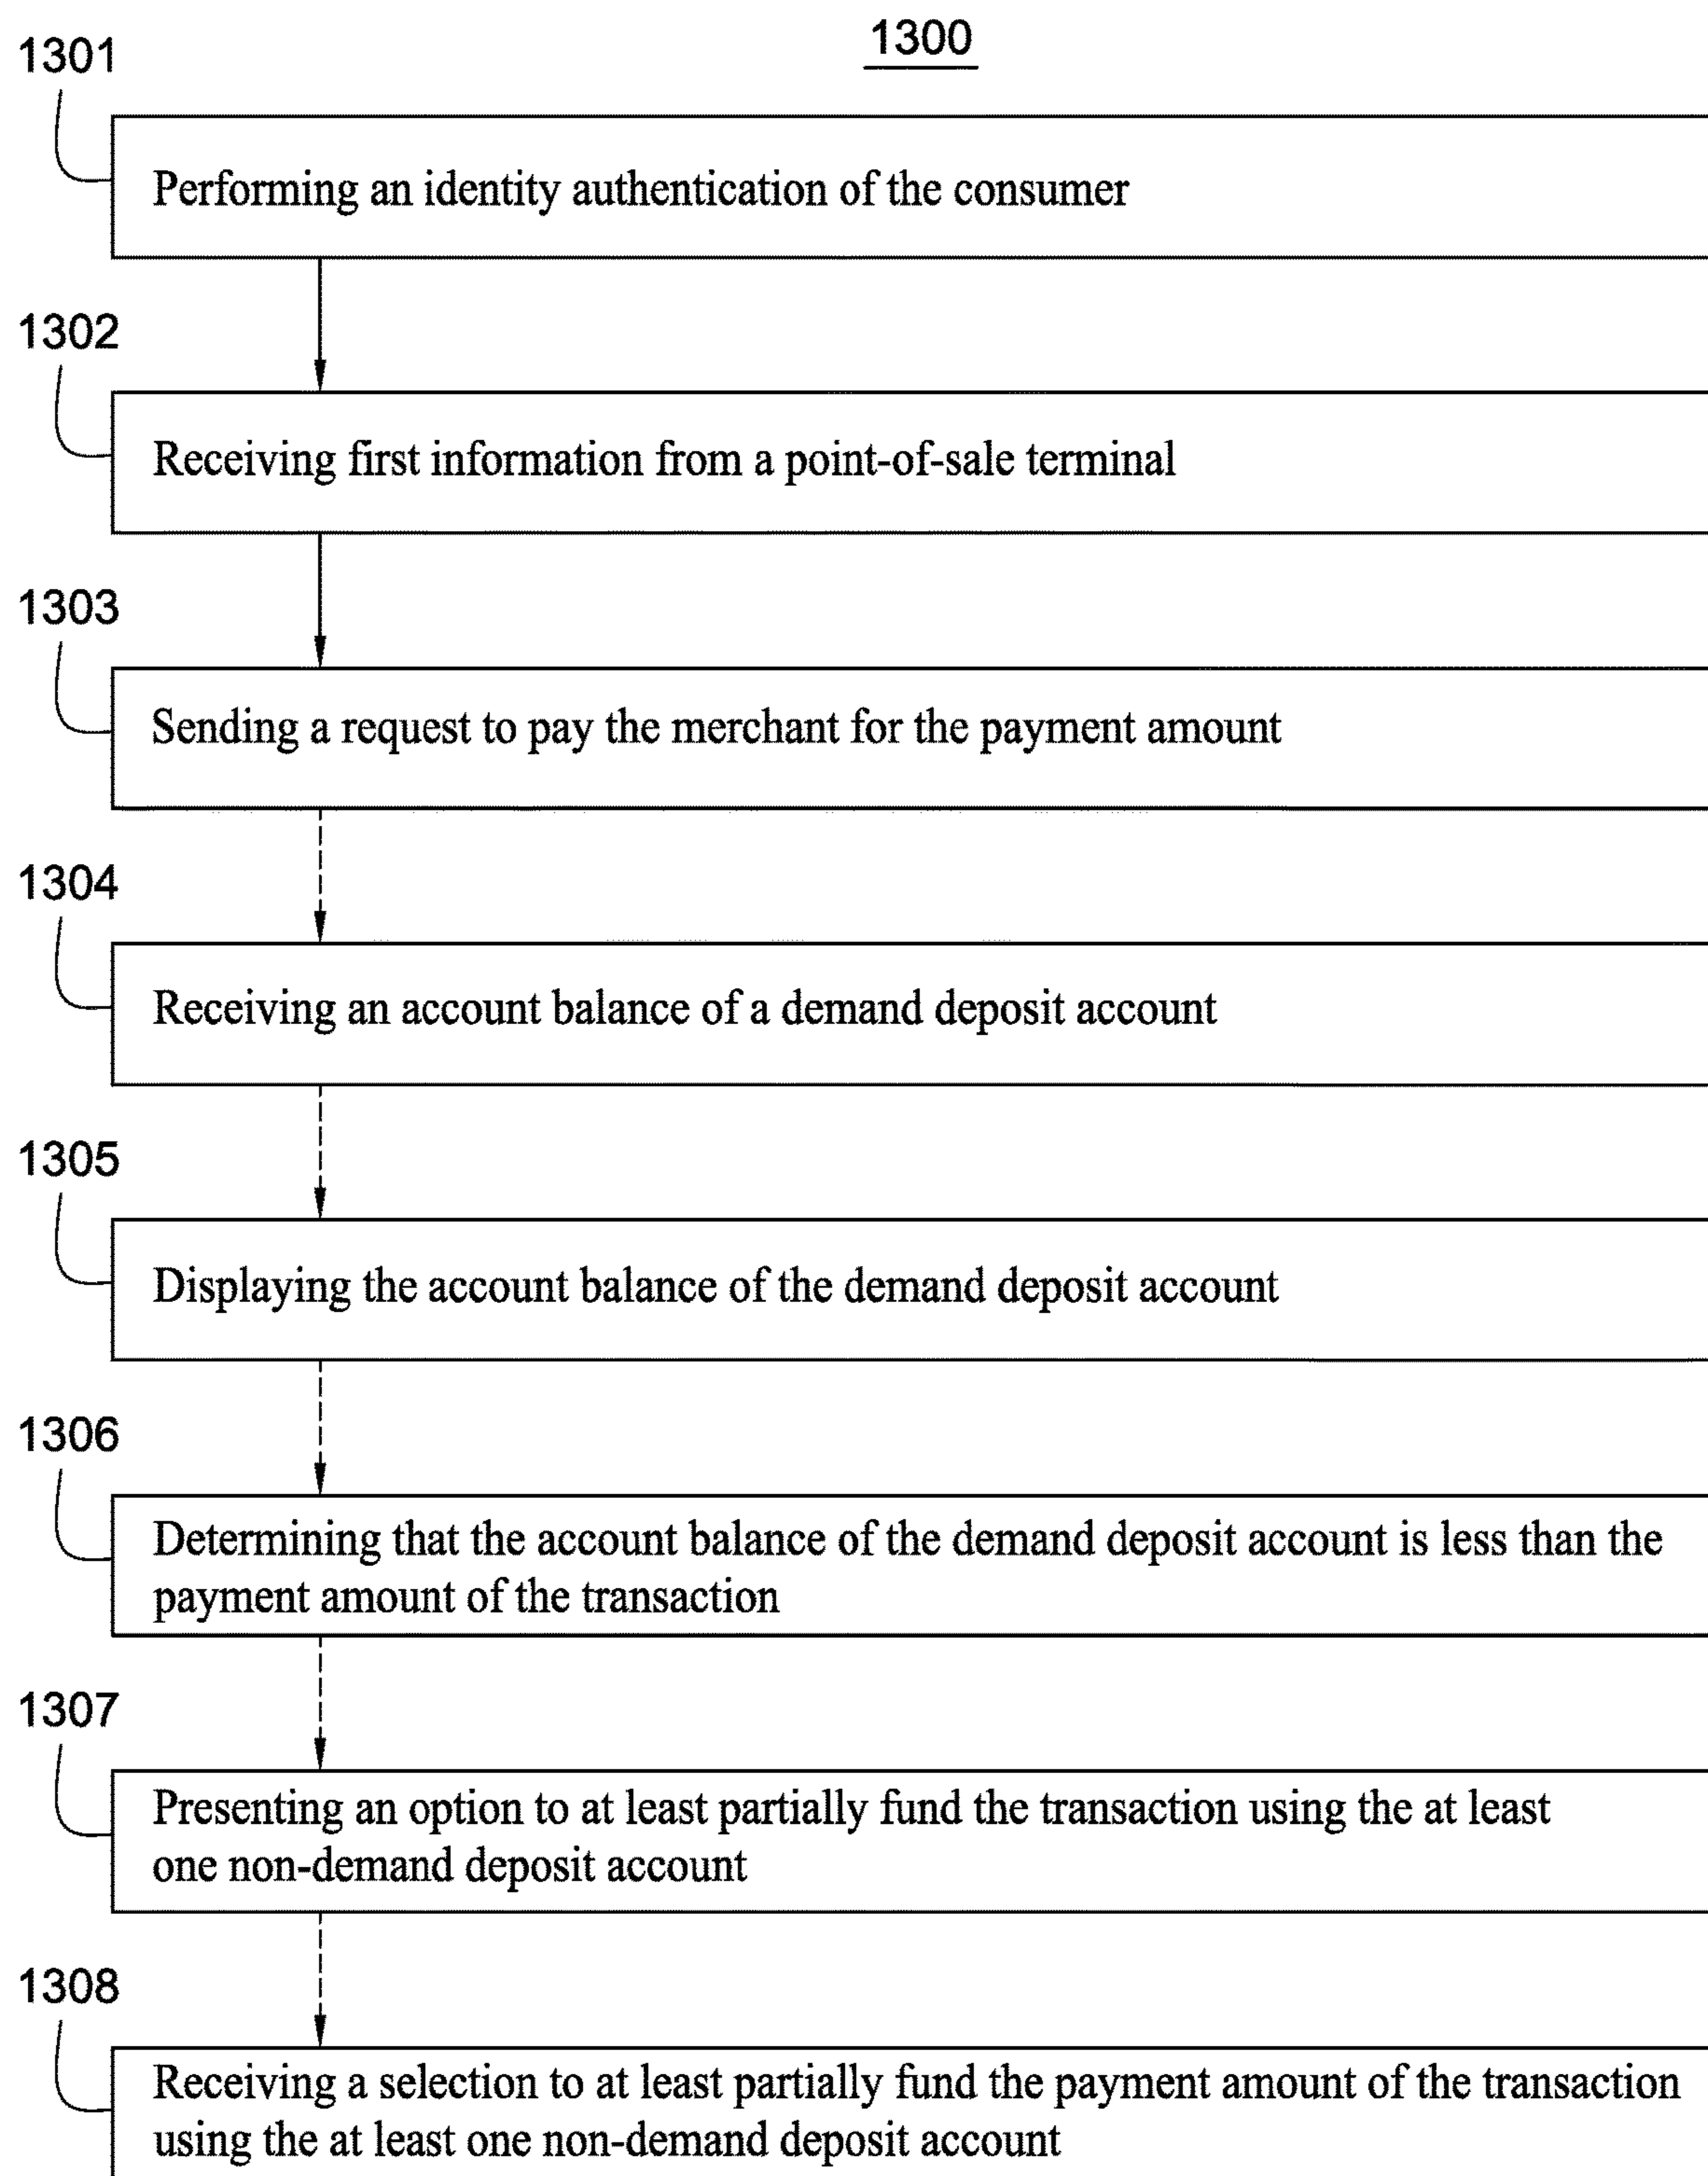 1300
1301
Performing an identity authentication of the consumer
1302
Receiving first information from a point-of-sale terminal
1303
Sending a request to pay the merchant for the payment amount
1304
Receiving an account balance of a demand deposit account
1305
Displaying the account balance of the demand deposit account
1306
Determining that the account balance of the demand deposit account is less than the
payment amount of the transaction
1307
Presenting an option to at least partially fund the transaction using the at least
one non-demand deposit account
1308
Receiving a selection to at least partially fund the payment amount of the transaction
using the at least one non-demand deposit account